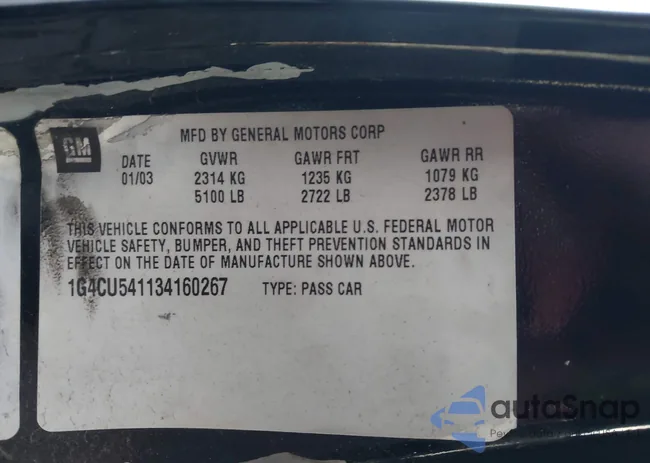 GM
MFD BY GENERAL MOTORS CORP
DATE GVWR GAWR FRT GAWR RR
01/03 2314 KG 1235 KG 1079 KG
5100 LB 2722 LB 2378 LB
THIS VEHICLE CONFORMS TO ALL APPLICABLE U.S. FEDERAL MOTOR
VEHICLE SAFETY, BUMPER, AND THEFT PREVENTION STANDARDS IN
EFFECT ON THE DATE OF MANUFACTURE SHOWN ABOVE.
1G4CU541134160267 TYPE: PASS CAR
autoSnap